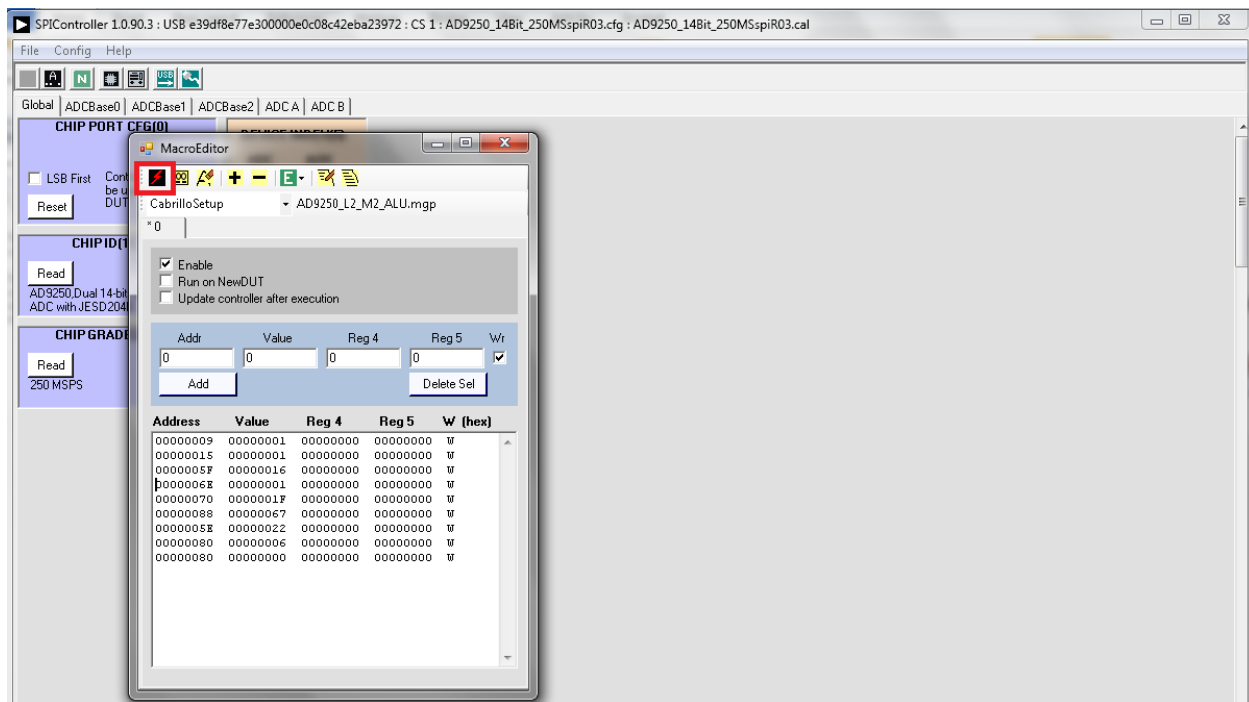 SPIController 1.0.90.3 : USB e39df8e77e300000e0c08c42eba23972 : CS 1 : AD9250_14Bit_250MSspiR03.cfg : AD9250_14Bit_250MSspiR03.cal
File Config Help
A N USB
Global ADCBase0 ADCBase1 ADCBase2 ADC A ADC B
CHIP PORT CFG(0)
LSB First
Reset
be u
DUT
CHIP ID(1
Read
AD9250,Dual 14-bit
ADC with JESD204
CHIP GRADE
Read
250 MSPS
MacroEditor
E
CabrilloSetup AD9250_L2_M2_ALU.mgp
* 0
Enable
Run on NewDUT
Update controller after execution
Addr Value Reg 4 Reg 5 Wr
0 0 0 0
Add Delete Sel
Address Value Reg 4 Reg 5 W (hex)
00000009 00000001 00000000 00000000 W
00000015 00000001 00000000 00000000 W
0000005F 00000016 00000000 00000000 W
0000006E 00000001 00000000 00000000 W
00000070 0000001F 00000000 00000000 W
00000088 00000067 00000000 00000000 W
0000005E 00000022 00000000 00000000 W
00000080 00000006 00000000 00000000 W
00000080 00000000 00000000 00000000 W